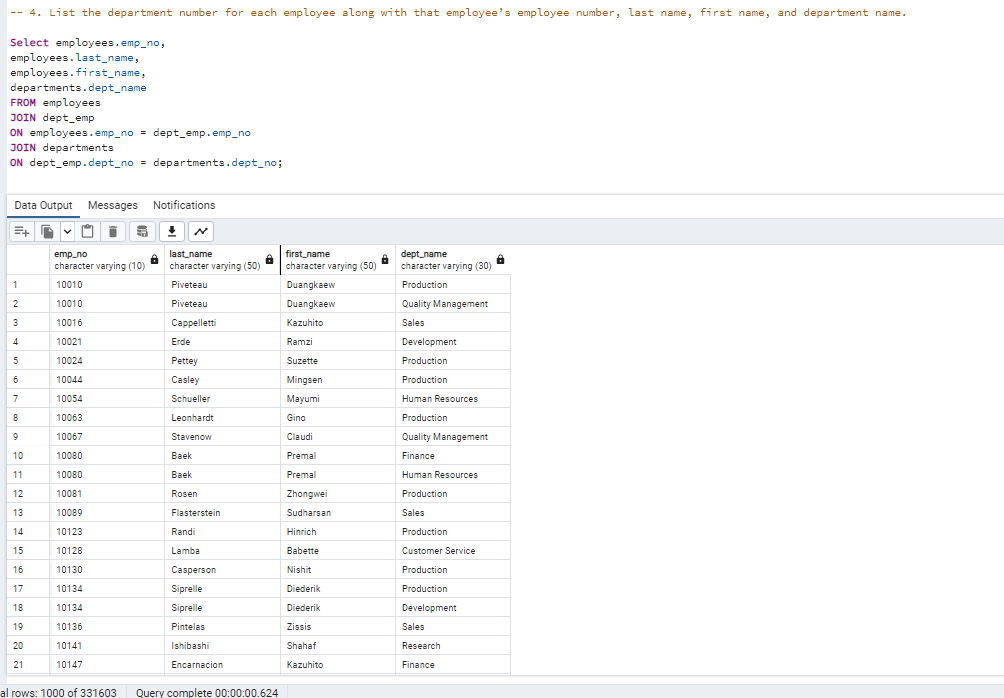 -- 4. List the department number for each employee along with that employee’s employee number, last name, first name, and department name.
Select employees.emp_no,
employees.last_name,
employees.first_name,
departments.dept_name
FROM employees
JOIN dept_emp
ON employees.emp_no = dept_emp.emp_no
JOIN departments
ON dept_emp.dept_no = departments.dept_no;
Data Output Messages Notifications
emp_no last_name first_name dept_name
character varying (10) character varying (50) character varying (50) character varying (30)
1 10010 Piveteau Duangkaew Production
2 10010 Piveteau Duangkaew Quality Management
3 10016 Cappelletti Kazuhito Sales
4 10021 Erde Ramzi Development
5 10024 Pettey Suzette Production
6 10044 Casley Mingsen Production
7 10054 Schueller Mayumi Human Resources
8 10063 Leonhardt Gino Production
9 10067 Stavenow Claudi Quality Management
10 10080 Baek Premal Finance
11 10080 Baek Premal Human Resources
12 10081 Rosen Zhongwei Production
13 10089 Flasterstein Sudharsan Sales
14 10123 Randi Hinrich Production
15 10128 Lamba Babette Customer Service
16 10130 Casperson Nishit Production
17 10134 Siprelle Diederik Production
18 10134 Siprelle Diederik Development
19 10136 Pintelas Zissis Sales
20 10141 Ishibashi Shahaf Research
21 10147 Encarnacion Kazuhito Finance
al rows: 1000 of 331603 Query complete 00:00:00.624